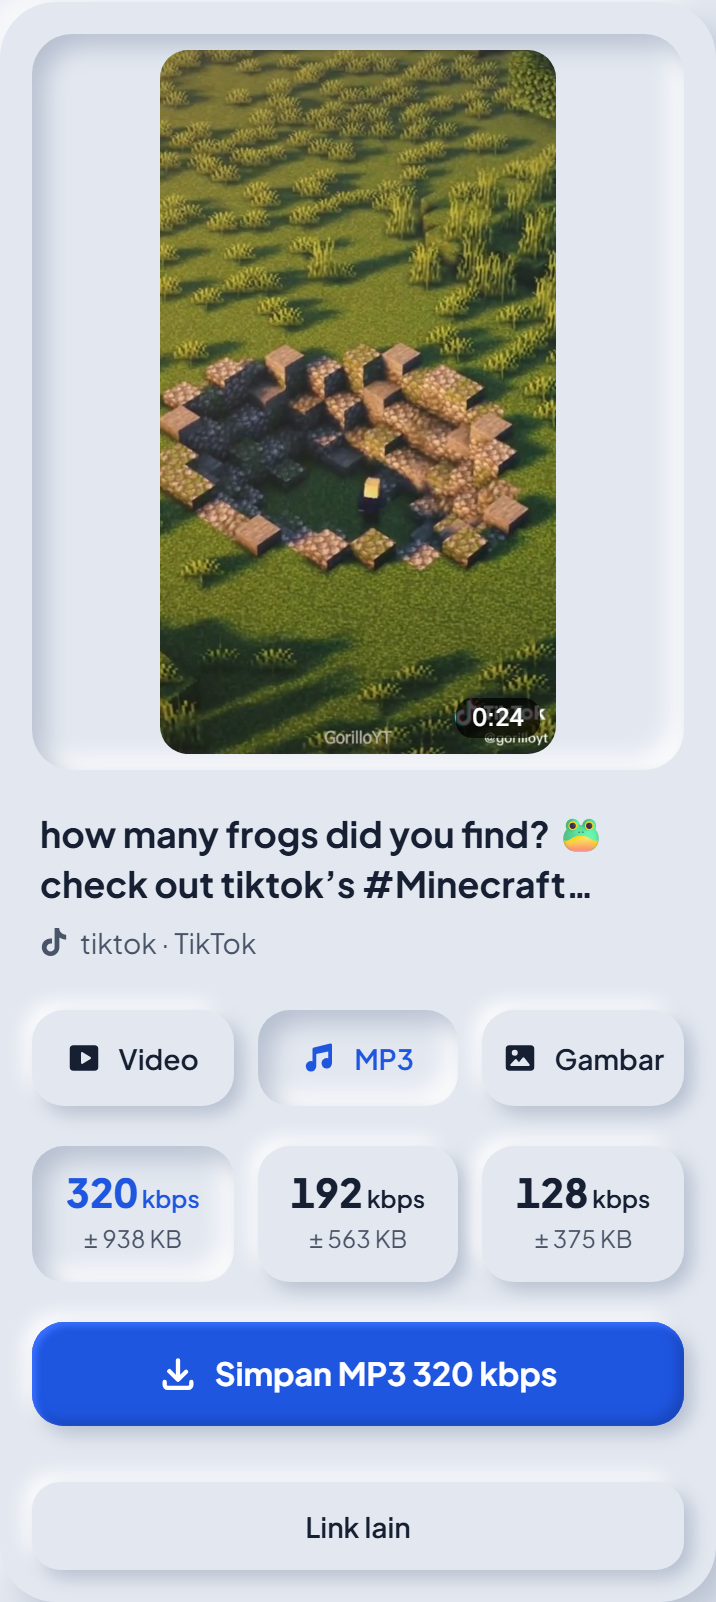 GorilloYT
0:24
@gorilloyt
how many frogs did you find? 🐸
check out tiktok’s #Minecraft…
tiktok · TikTok
Video
MP3
Gambar
320 kbps
± 938 KB
192 kbps
± 563 KB
128 kbps
± 375 KB
Simpan MP3 320 kbps
Link lain